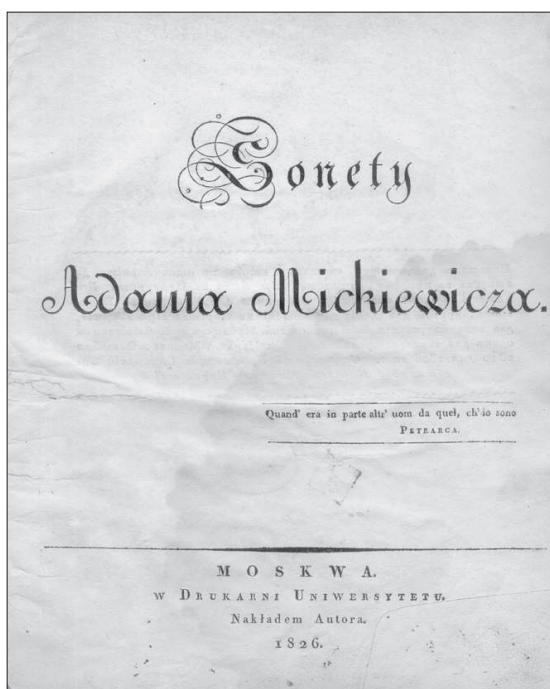 Sonety
Adama Mickiewicza.
Quand' era in parte altr' uom da quel, ch' io sono
PETRARCA.
MOSKWA.
W DRUKARNI UNIWERSYTETU.
Nakładem Autora.
1826.